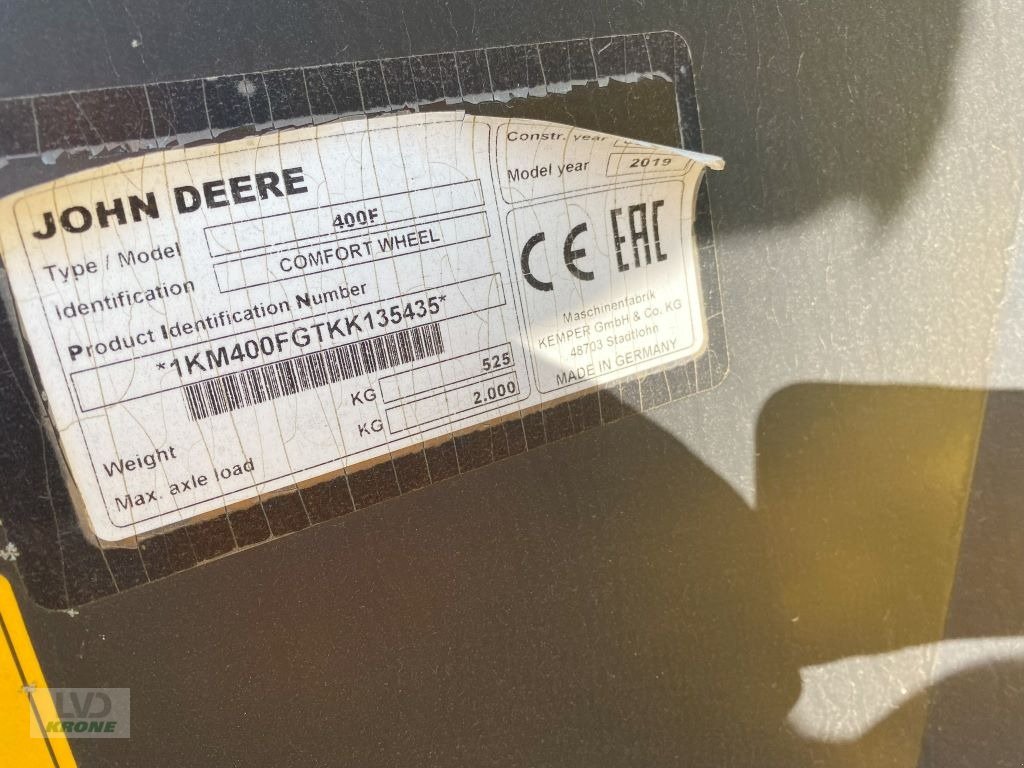 JOHN DEERE
Type / Model 400F
Identification COMFORT WHEEL
Product Identification Number
*1KM400FGTKK135435*
KG 525
KG 2.000
Weight
Max. axle load
Constr. year
Model year 2019
CE EAC
Maschinenfabrik
KEMPER GmbH & Co. KG
48703 Stadtlohn
MADE IN GERMANY
LVD
KRONE